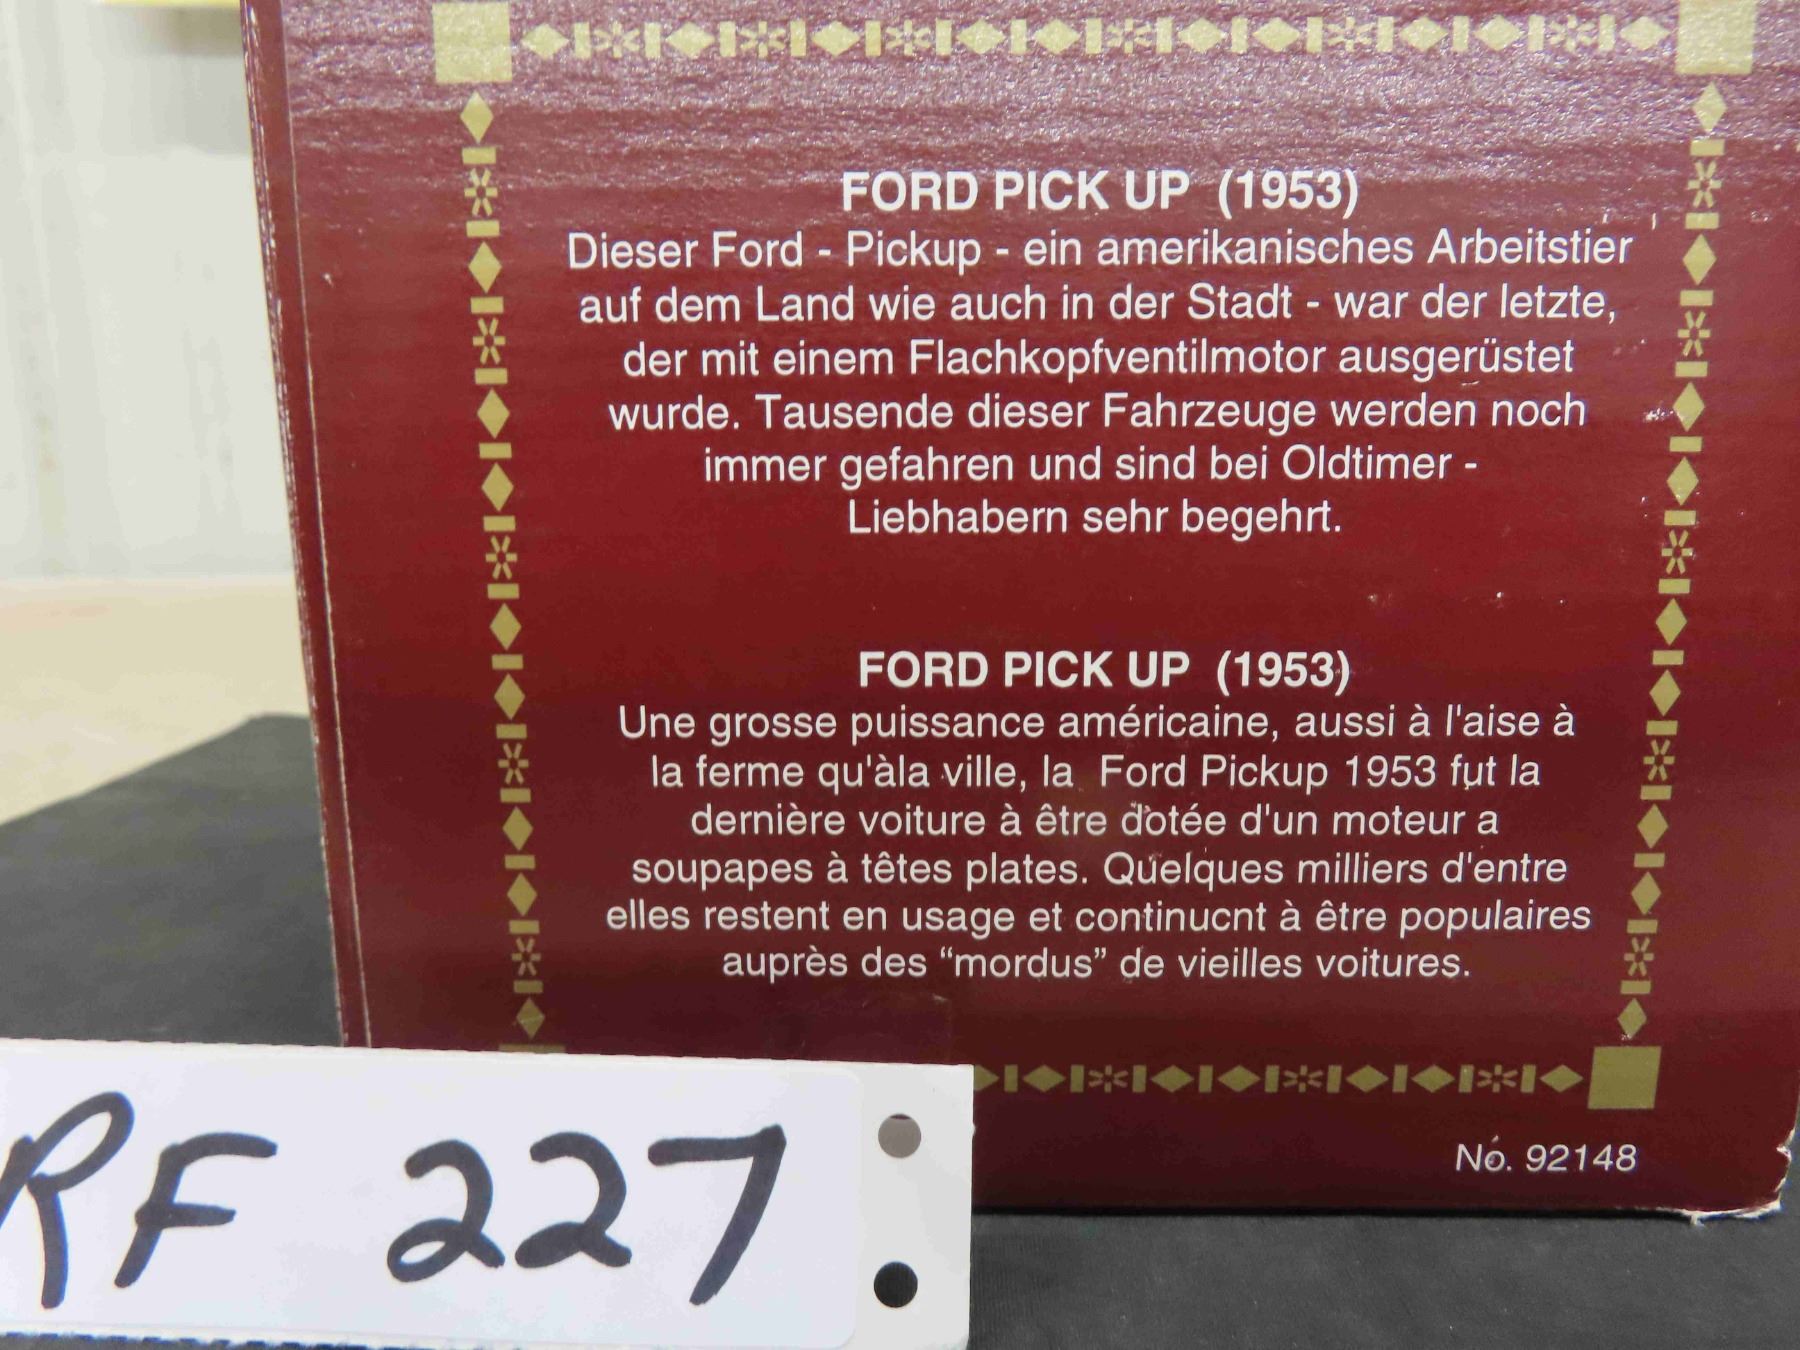 FORD PICK UP (1953)
Dieser Ford - Pickup - ein amerikanisches Arbeitstier
auf dem Land wie auch in der Stadt - war der letzte,
der mit einem Flachkopfventilmotor ausgerüstet
wurde. Tausende dieser Fahrzeuge werden noch
immer gefahren und sind bei Oldtimer -
Liebhabern sehr begehrt.
FORD PICK UP (1953)
Une grosse puissance américaine, aussi à l'aise à
la ferme qu'àla ville, la Ford Pickup 1953 fut la
dernière voiture à être dotée d'un moteur a
soupapes à têtes plates. Quelques milliers d'entre
elles restent en usage et continucnt à être populaires
auprès des “mordus” de vieilles voitures.
No. 92148
RF 227